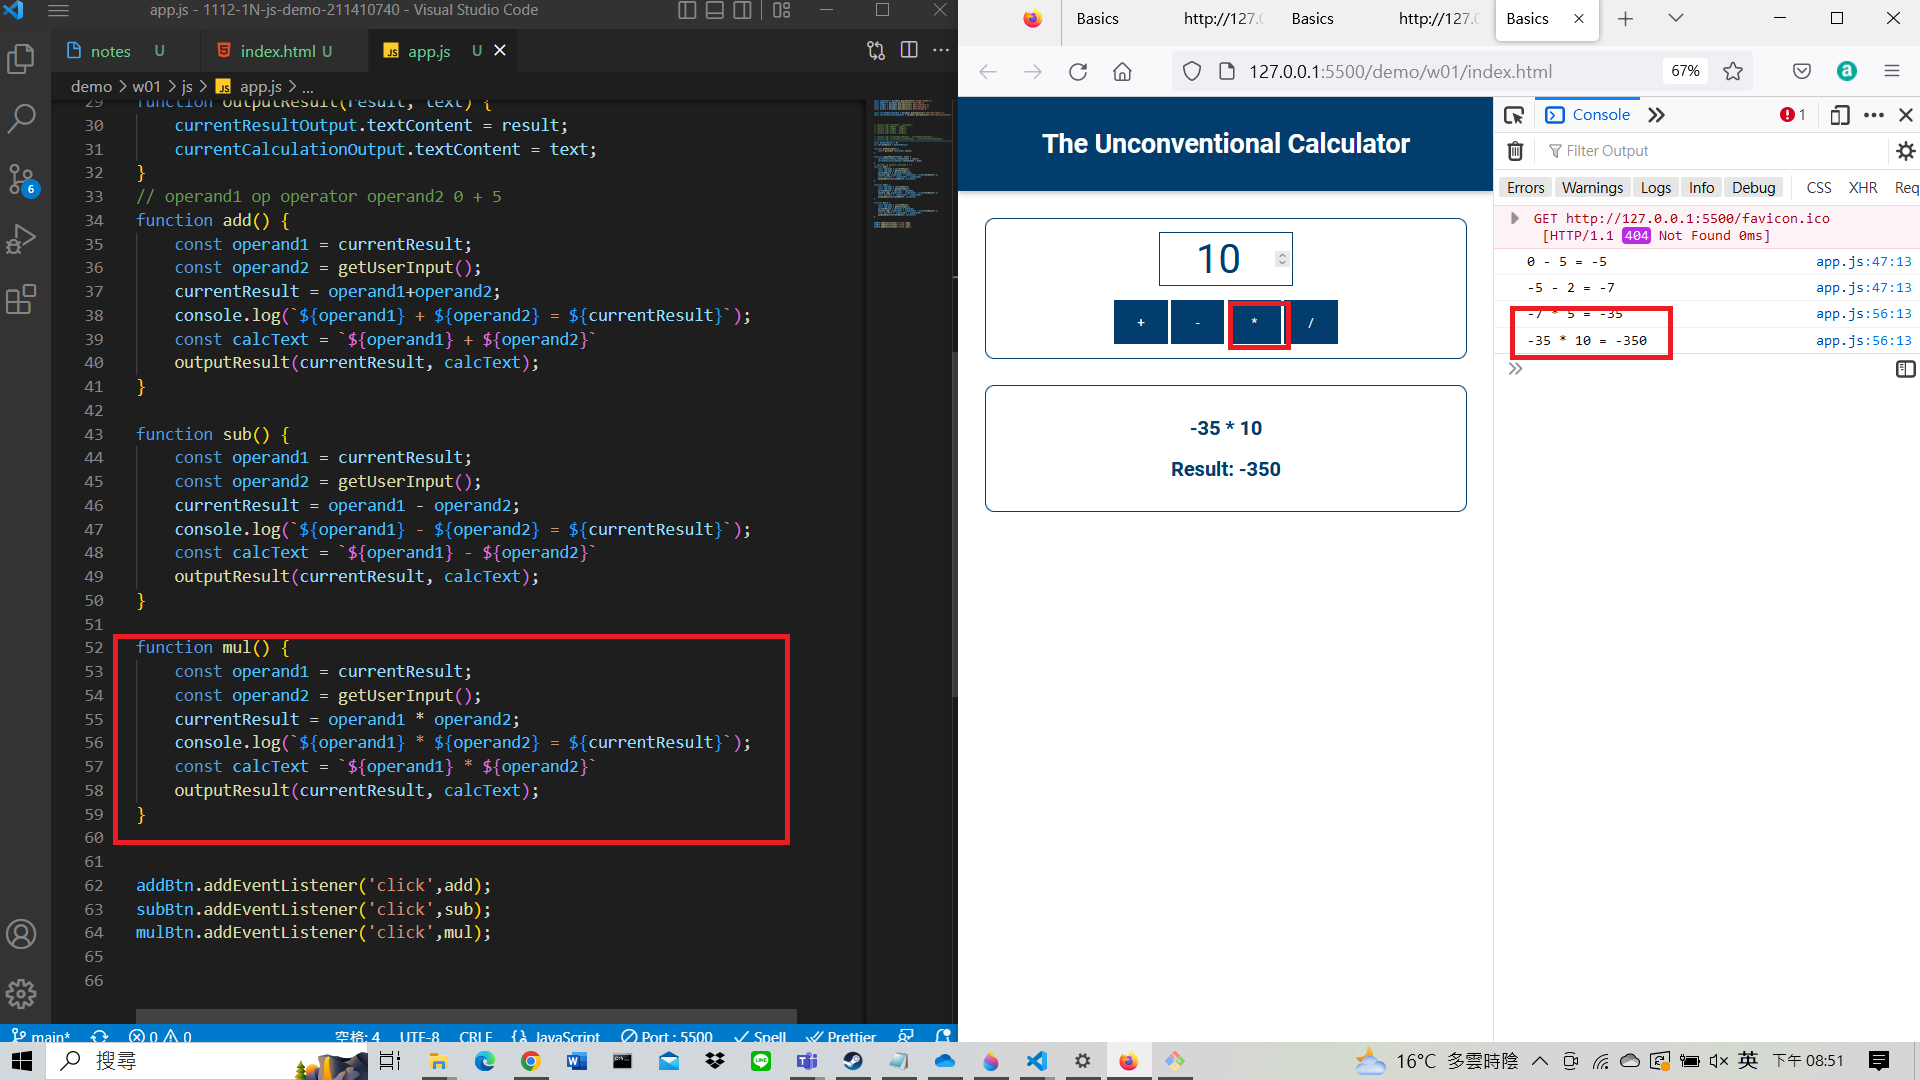 app.js - 1112-1N-js-demo-211410740 - Visual Studio Code
notes U
index.html U
JS app.js U
demo > w01 > js > JS app.js > ...
29 function outputResult(result, text) {
30 currentResultOutput.textContent = result;
31 currentCalculationOutput.textContent = text;
32 }
33 // operand1 op operator operand2 0 + 5
34 function add() {
35 const operand1 = currentResult;
36 const operand2 = getUserInput();
37 currentResult = operand1+operand2;
38 console.log(`${operand1} + ${operand2} = ${currentResult}`);
39 const calcText = `${operand1} + ${operand2}`
40 outputResult(currentResult, calcText);
41 }
42
43 function sub() {
44 const operand1 = currentResult;
45 const operand2 = getUserInput();
46 currentResult = operand1 - operand2;
47 console.log(`${operand1} - ${operand2} = ${currentResult}`);
48 const calcText = `${operand1} - ${operand2}`
49 outputResult(currentResult, calcText);
50 }
51
52 function mul() {
53 const operand1 = currentResult;
54 const operand2 = getUserInput();
55 currentResult = operand1 * operand2;
56 console.log(`${operand1} * ${operand2} = ${currentResult}`);
57 const calcText = `${operand1} * ${operand2}`
58 outputResult(currentResult, calcText);
59 }
60
61
62 addBtn.addEventListener('click',add);
63 subBtn.addEventListener('click',sub);
64 mulBtn.addEventListener('click',mul);
65
66
6
main* 0 0 空格: 4 UTF-8 CRLF {} JavaScript Port : 5500 Spell Prettier
Basics http://127.0 Basics http://127.0 Basics
127.0.0.1:5500/demo/w01/index.html 67%
The Unconventional Calculator
10
+ - * /
-35 * 10
Result: -350
Console 1
Filter Output
Errors Warnings Logs Info Debug CSS XHR Req
GET http://127.0.0.1:5500/favicon.ico
[HTTP/1.1 404 Not Found 0ms]
0 - 5 = -5 app.js:47:13
-5 - 2 = -7 app.js:47:13
-7 * 5 = -35 app.js:56:13
-35 * 10 = -350 app.js:56:13
搜尋
16°C 多雲時陰 英 下午 08:51